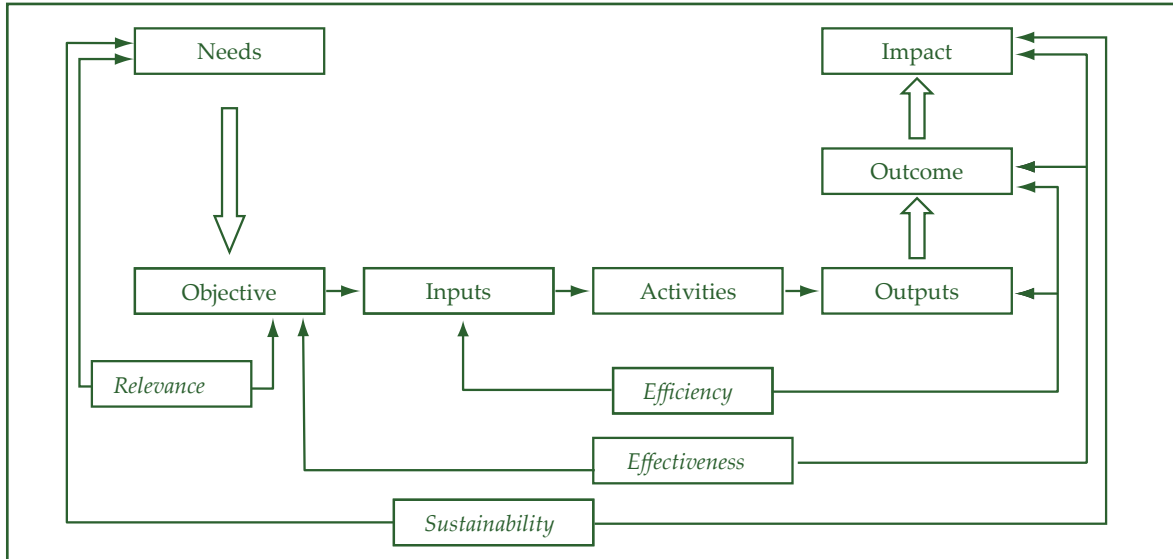 Needs
Impact
Outcome
Objective
Inputs
Activities
Outputs
Relevance
Efficiency
Effectiveness
Sustainability